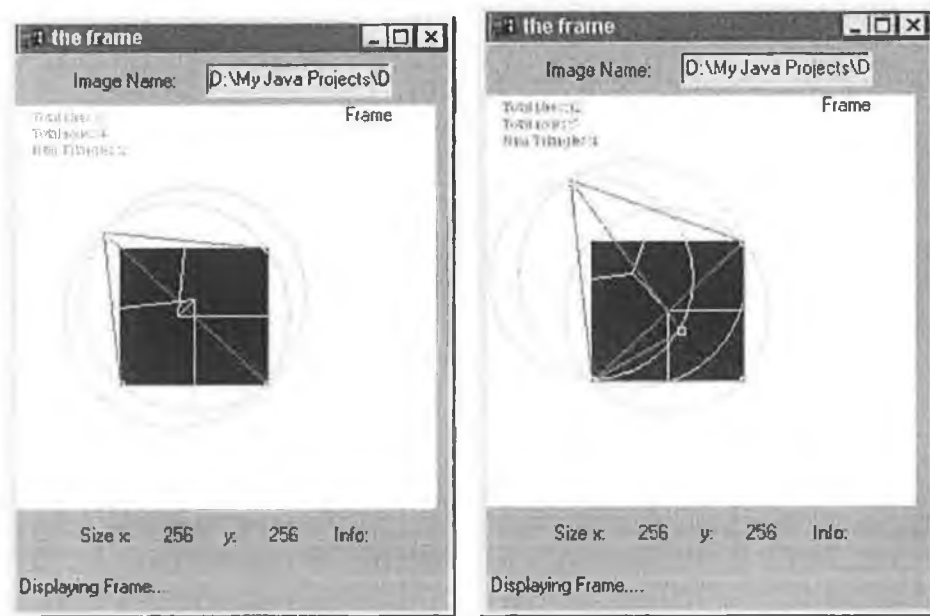 the frame
Image Name: D:\My Java Projects\D
Frame
Size x: 256 y: 256 Info:
Displaying Frame....
the frame
Image Name: D:\My Java Projects\D
Frame
Size x: 256 y: 256 Info:
Displaying Frame....